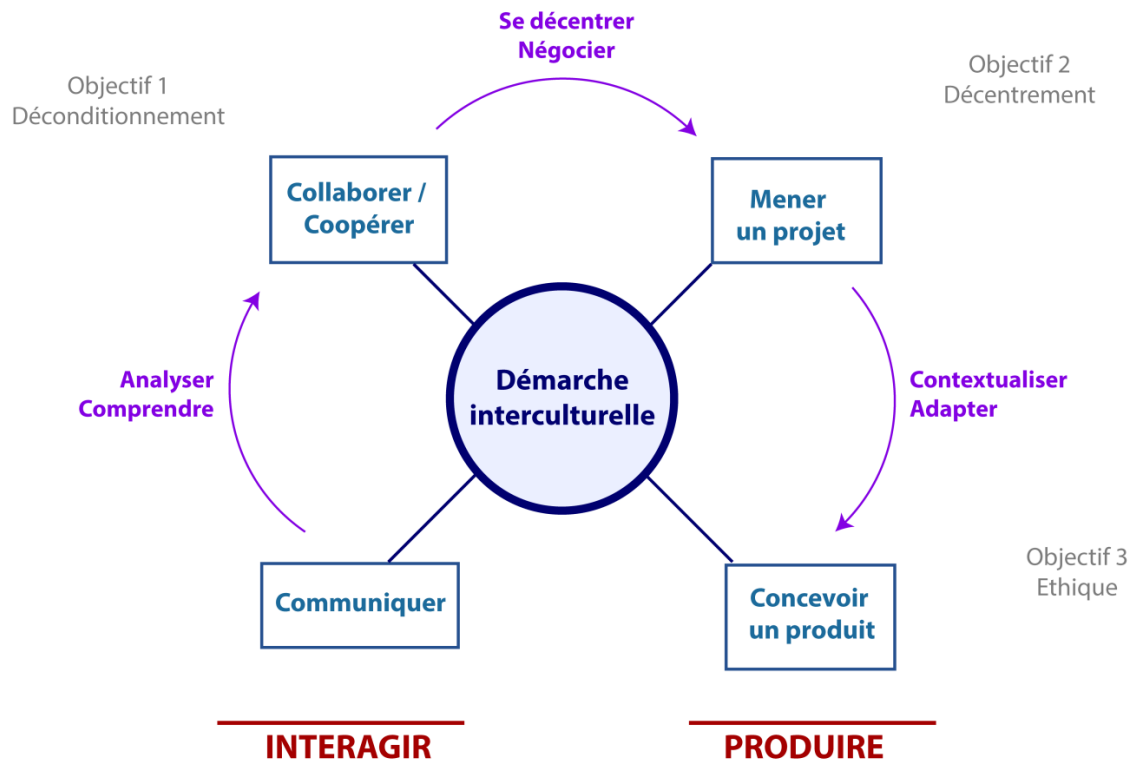 Se décentrer
Négocier
Objectif 1
Déconditionnement
Objectif 2
Décentrement
Collaborer /
Coopérer
Mener
un projet
Démarche
interculturelle
Analyser
Comprendre
Contextualiser
Adapter
Communiquer
Concevoir
un produit
Objectif 3
Ethique
INTERAGIR
PRODUIRE